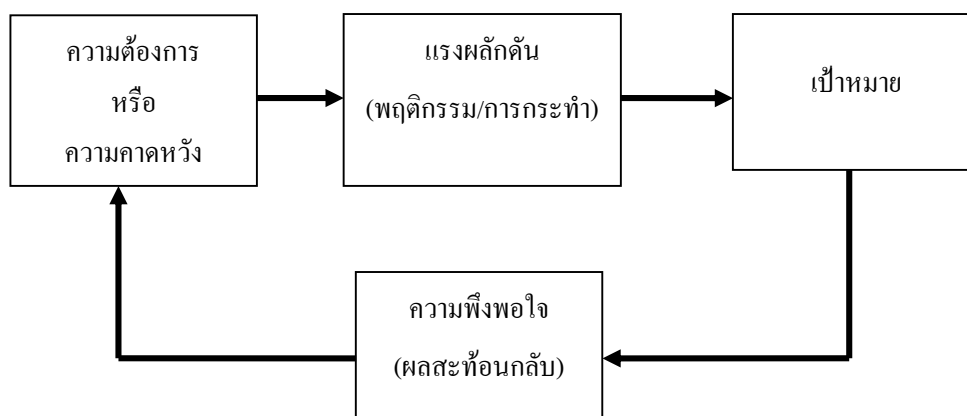 ความต้องการ
หรือ
ความคาดหวัง
แรงผลักดัน
(พฤติกรรม/การกระทำ)
เป้าหมาย
ความพึงพอใจ
(ผลสะท้อนกลับ)